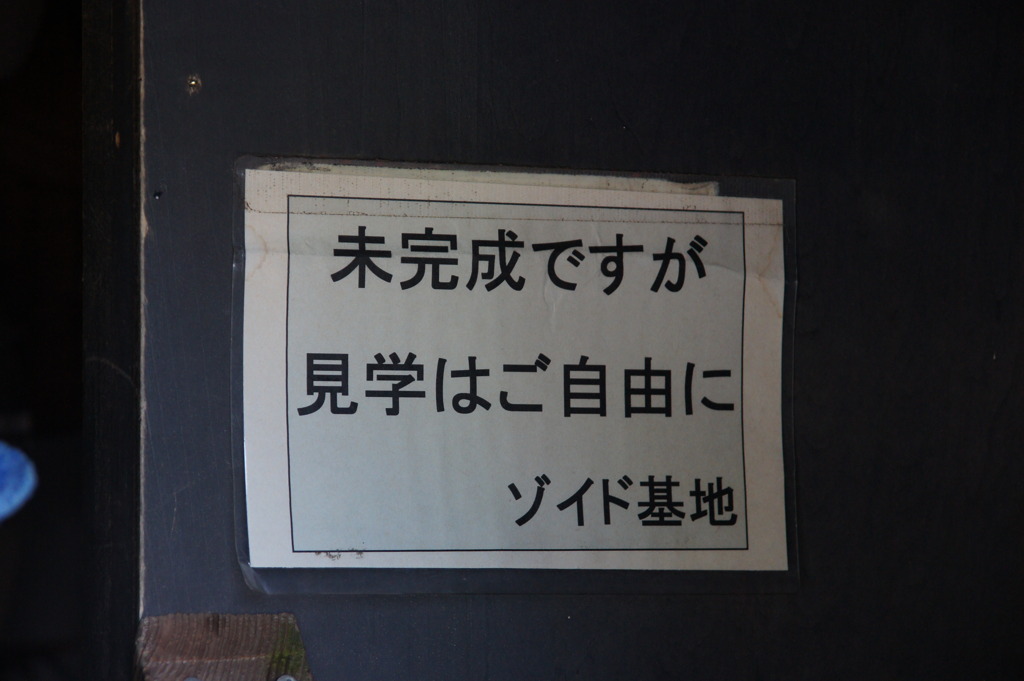 未完成ですが
見学はご自由に
ゾイド基地